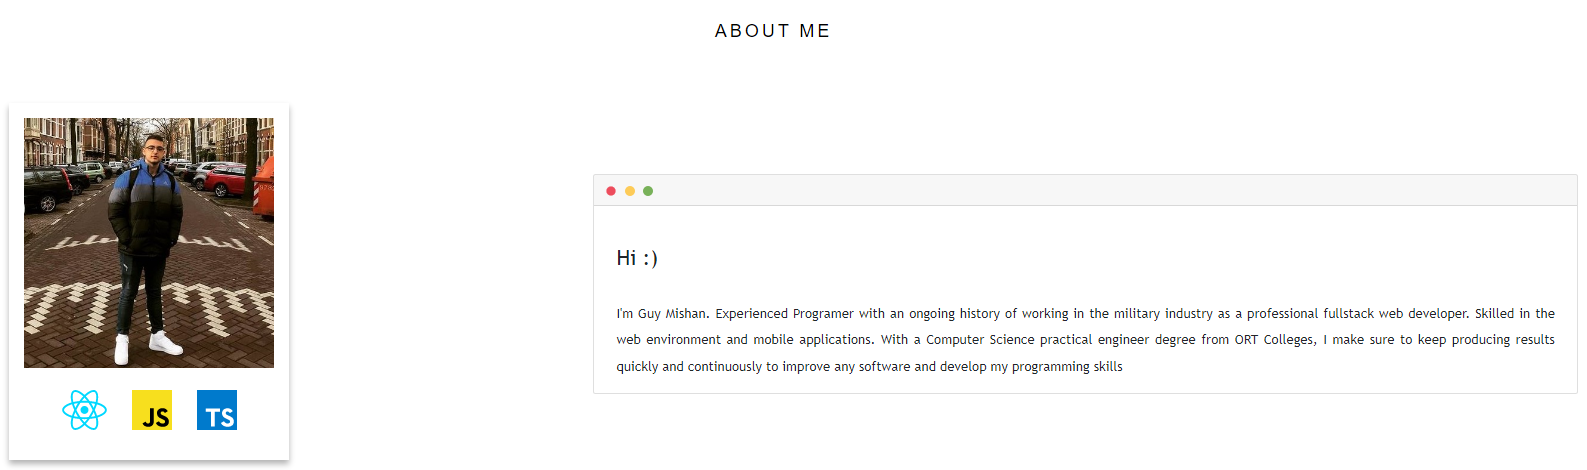 ABOUT ME
Hi :)
I'm Guy Mishan. Experienced Programer with an ongoing history of working in the military industry as a professional fullstack web developer. Skilled in the
web environment and mobile applications. With a Computer Science practical engineer degree from ORT Colleges, I make sure to keep producing results
quickly and continuously to improve any software and develop my programming skills
JS
TS